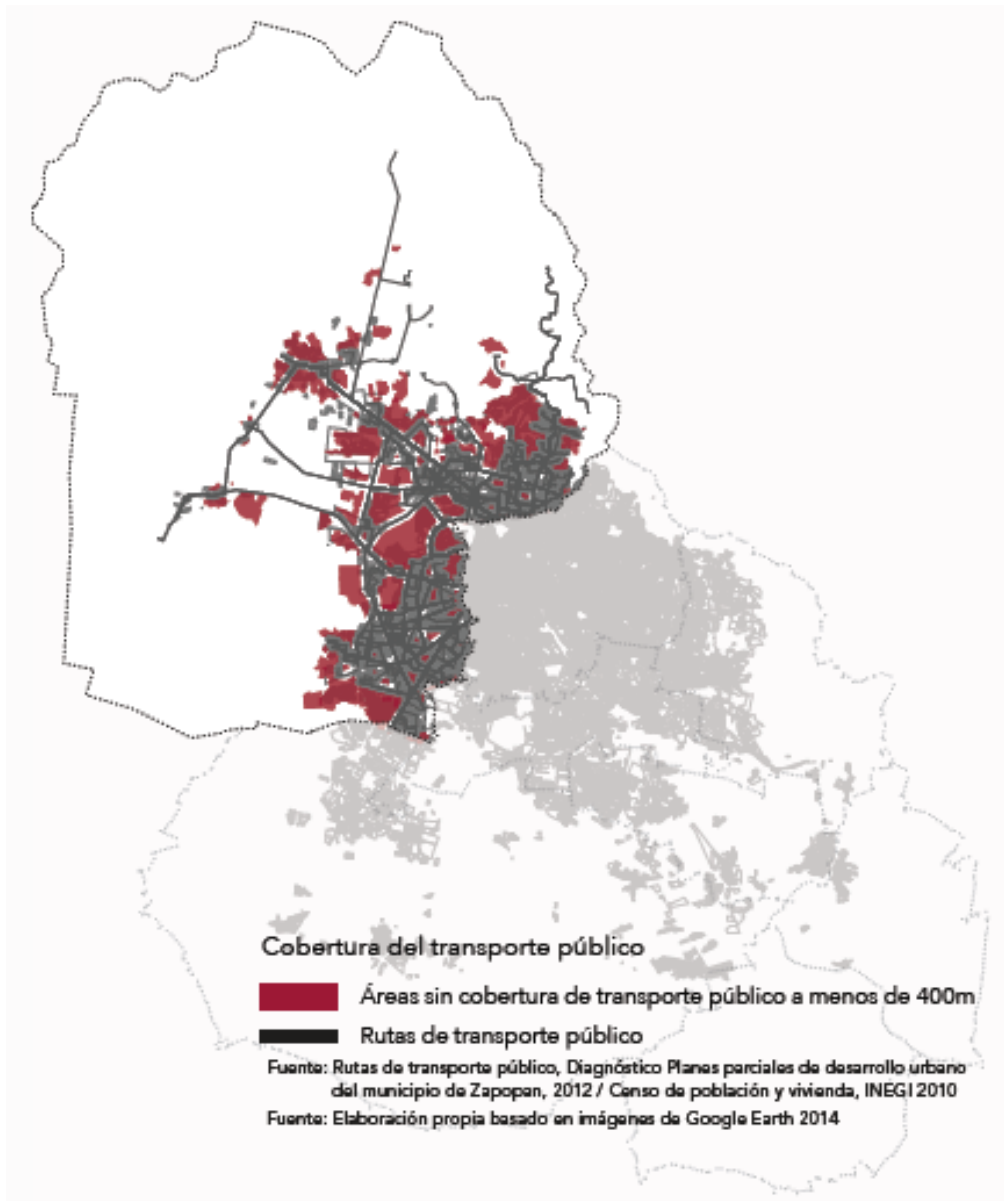 Cobertura del transporte público
Áreas sin cobertura de transporte público a menos de 400m
Rutas de transporte público
Fuente: Rutas de transporte público, Diagnóstico Planes parciales de desarrollo urbano
del municipio de Zapopan, 2012 / Censo de población y vivienda, INEGI 2010
Fuente: Elaboración propia basado en imágenes de Google Earth 2014